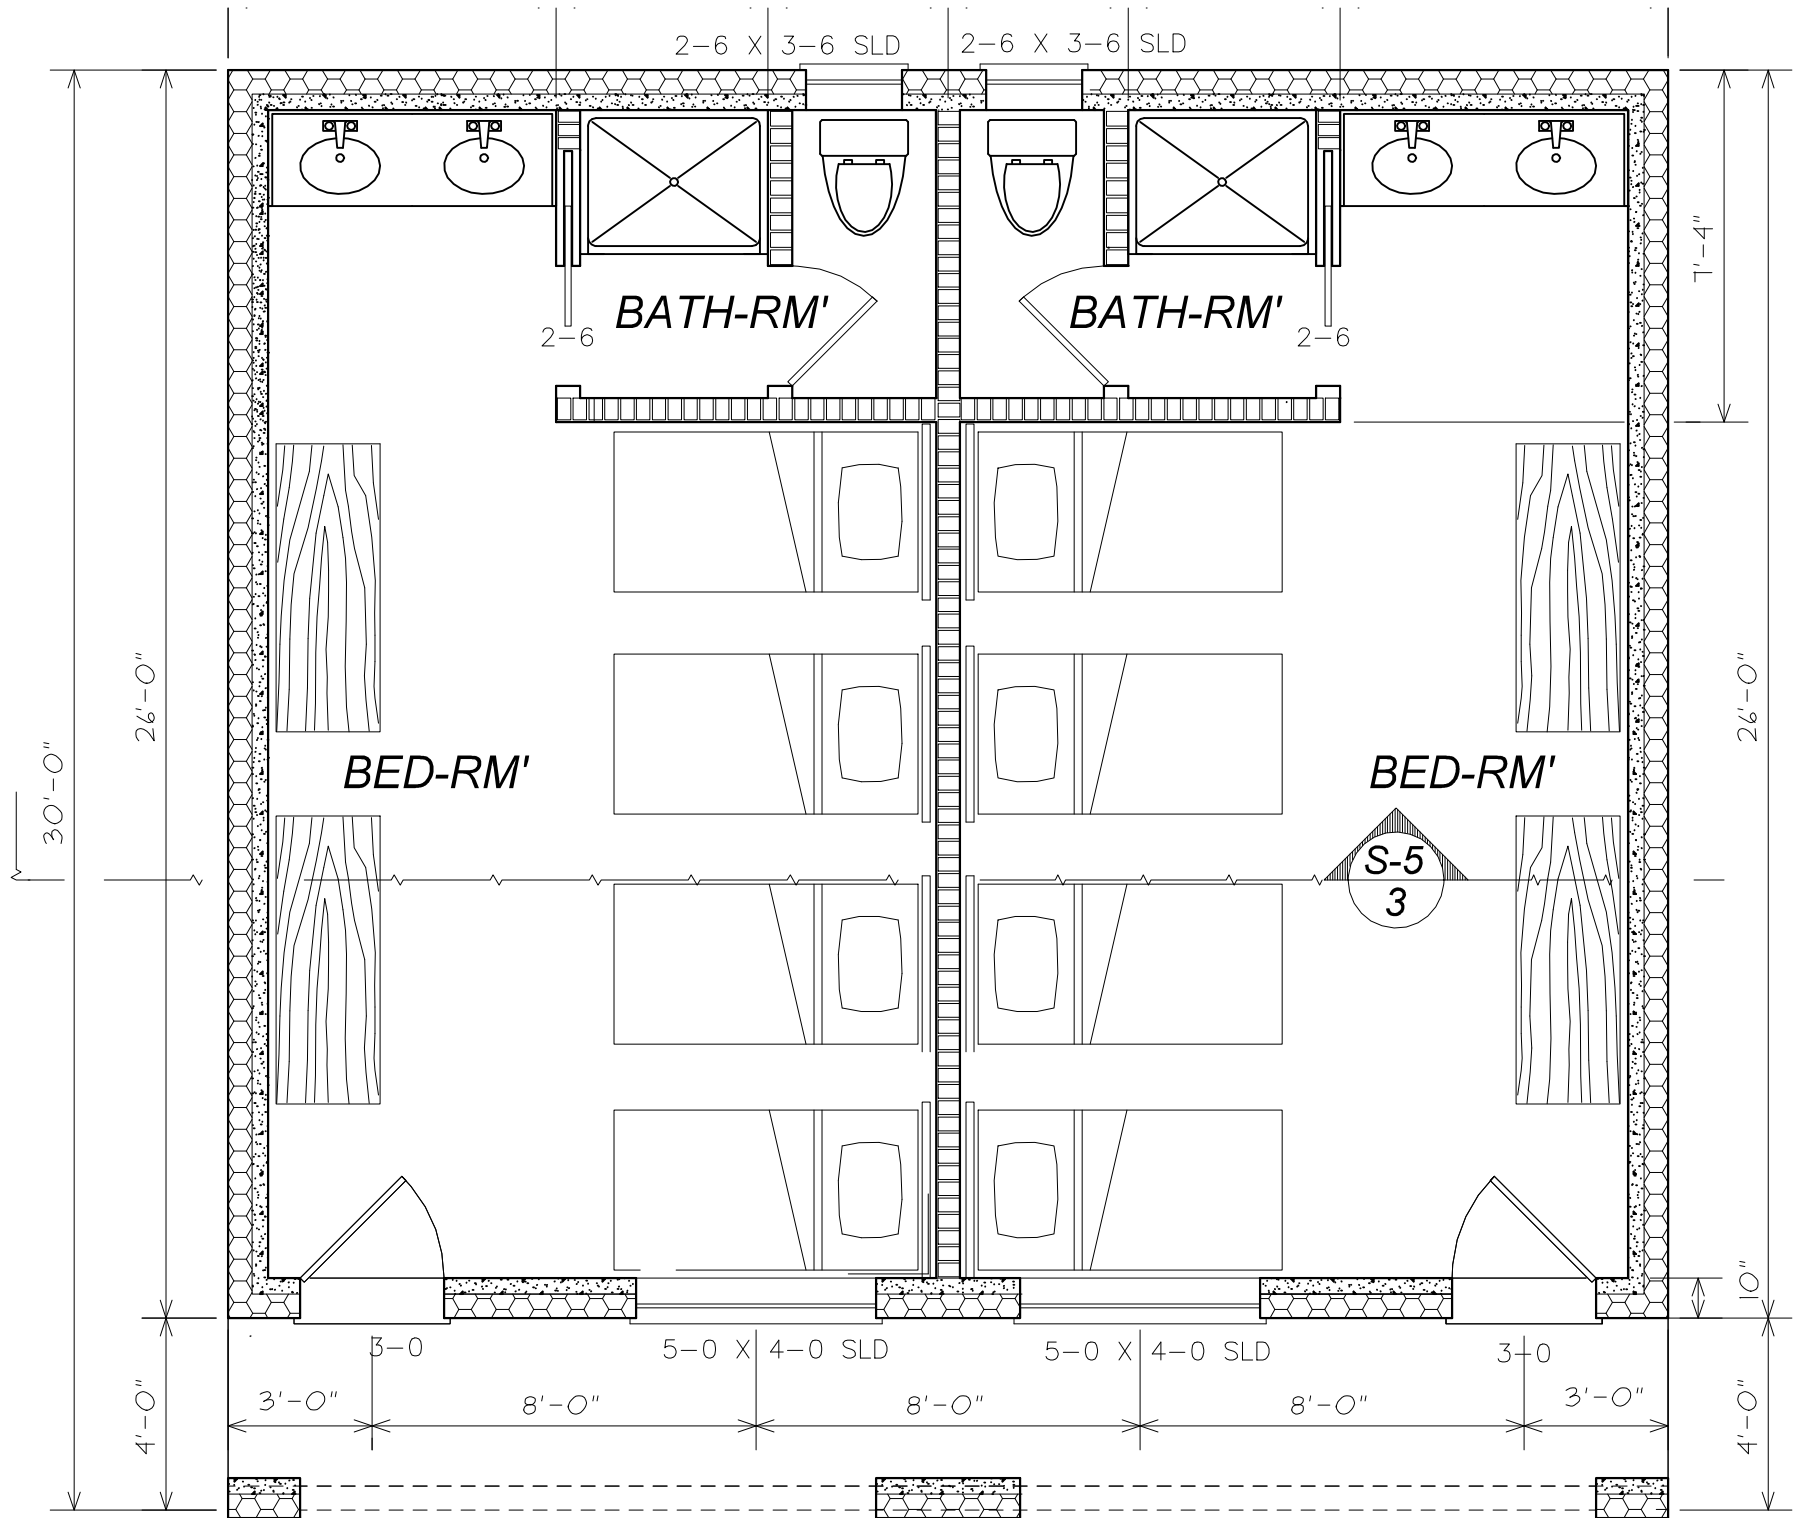 2-6 X 3-6 SLD
2-6 X 3-6 SLD
7'-4"
BATH-RM'
BATH-RM'
2-6
2-6
26'-0"
26'-0"
30'-0"
BED-RM'
BED-RM'
S-5
3
10"
3-0
5-0 X 4-0 SLD
5-0 X 4-0 SLD
3-0
4'-0"
3'-0"
8'-0"
8'-0"
8'-0"
3'-0"
4'-0"